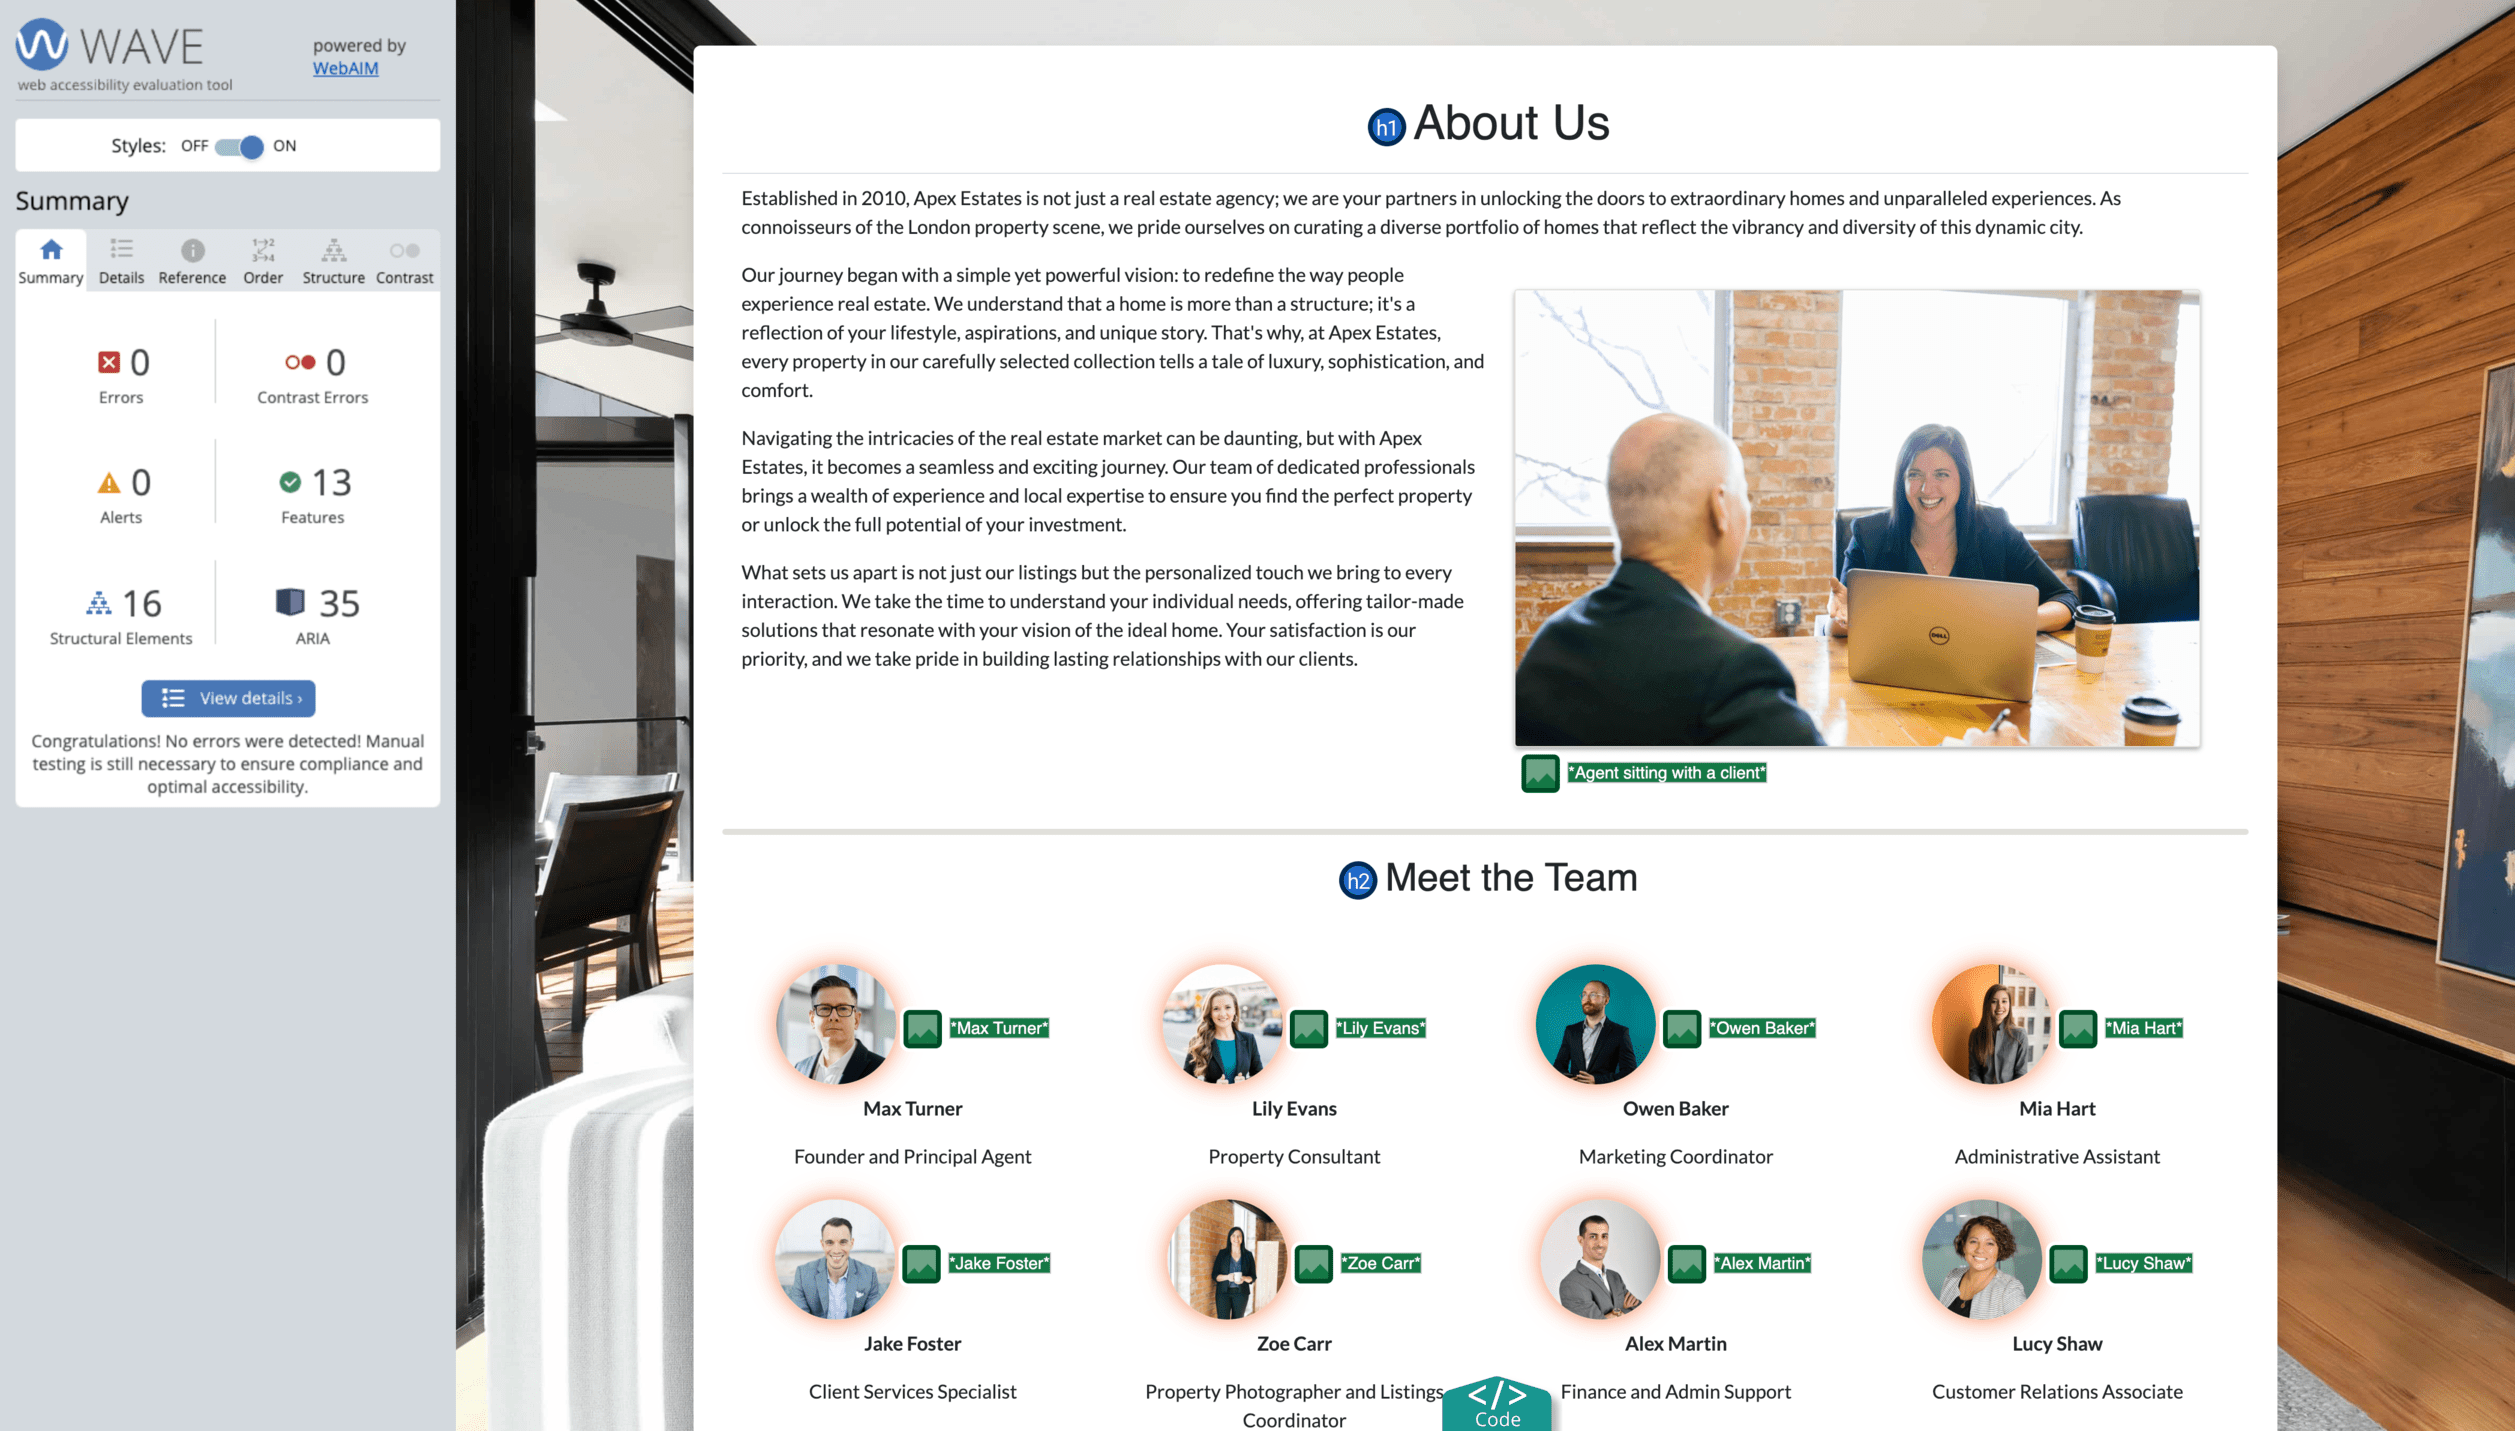 WAVE
powered by
WebAIM
web accessibility evaluation tool
Styles: OFF ON
Summary
Summary Details Reference Order Structure Contrast
0
Errors
0
Contrast Errors
0
Alerts
13
Features
16
Structural Elements
35
ARIA
View details ›
Congratulations! No errors were detected! Manual
testing is still necessary to ensure compliance and
optimal accessibility.
h1 About Us
Established in 2010, Apex Estates is not just a real estate agency; we are your partners in unlocking the doors to extraordinary homes and unparalleled experiences. As
connoisseurs of the London property scene, we pride ourselves on curating a diverse portfolio of homes that reflect the vibrancy and diversity of this dynamic city.
Our journey began with a simple yet powerful vision: to redefine the way people
experience real estate. We understand that a home is more than a structure; it's a
reflection of your lifestyle, aspirations, and unique story. That's why, at Apex Estates,
every property in our carefully selected collection tells a tale of luxury, sophistication, and
comfort.
Navigating the intricacies of the real estate market can be daunting, but with Apex
Estates, it becomes a seamless and exciting journey. Our team of dedicated professionals
brings a wealth of experience and local expertise to ensure you find the perfect property
or unlock the full potential of your investment.
What sets us apart is not just our listings but the personalized touch we bring to every
interaction. We take the time to understand your individual needs, offering tailor-made
solutions that resonate with your vision of the ideal home. Your satisfaction is our
priority, and we take pride in building lasting relationships with our clients.
DELL
*Agent sitting with a client*
h2 Meet the Team
*Max Turner*
*Lily Evans*
*Owen Baker*
*Mia Hart*
Max Turner
Lily Evans
Owen Baker
Mia Hart
Founder and Principal Agent
Property Consultant
Marketing Coordinator
Administrative Assistant
*Jake Foster*
*Zoe Carr*
*Alex Martin*
*Lucy Shaw*
Jake Foster
Zoe Carr
Alex Martin
Lucy Shaw
Client Services Specialist
Property Photographer and Listings
Coordinator
Finance and Admin Support
Customer Relations Associate
</>
Code